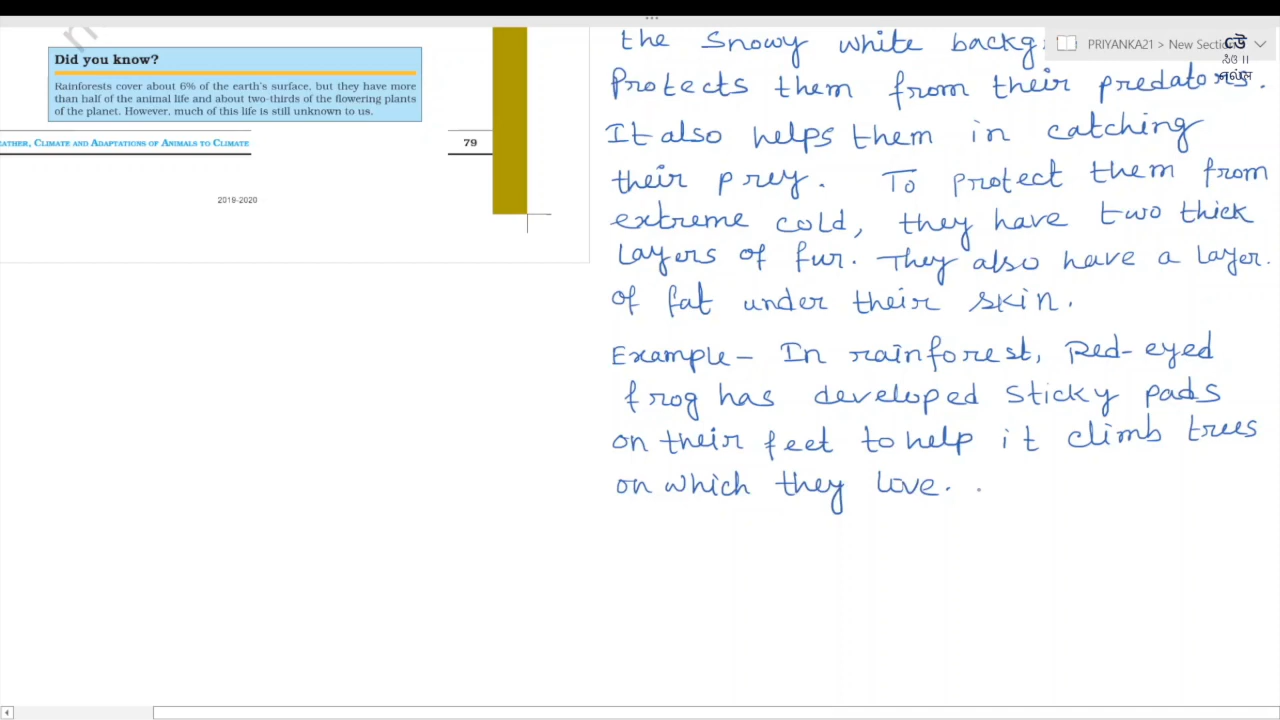 Did you know?
Rainforests cover about 6% of the earth's surface, but they have more
than half of the animal life and about two-thirds of the flowering plants
of the planet. However, much of this life is still unknown to us.
EATHER, CLIMATE AND ADAPTATIONS OF ANIMALS TO CLIMATE
79
2019-2020
PRIYANKA21 > New Section
the snowy white backg
Protects them from their predators.
It also helps them in catching
their prey. To protect them from
extreme cold, they have two thick
layers of fur. They also have a layer.
of fat under their skin.
Example- In rainforest, Red-eyed
frog has developed sticky pads
on their feet to help it climb trees
on which they love.